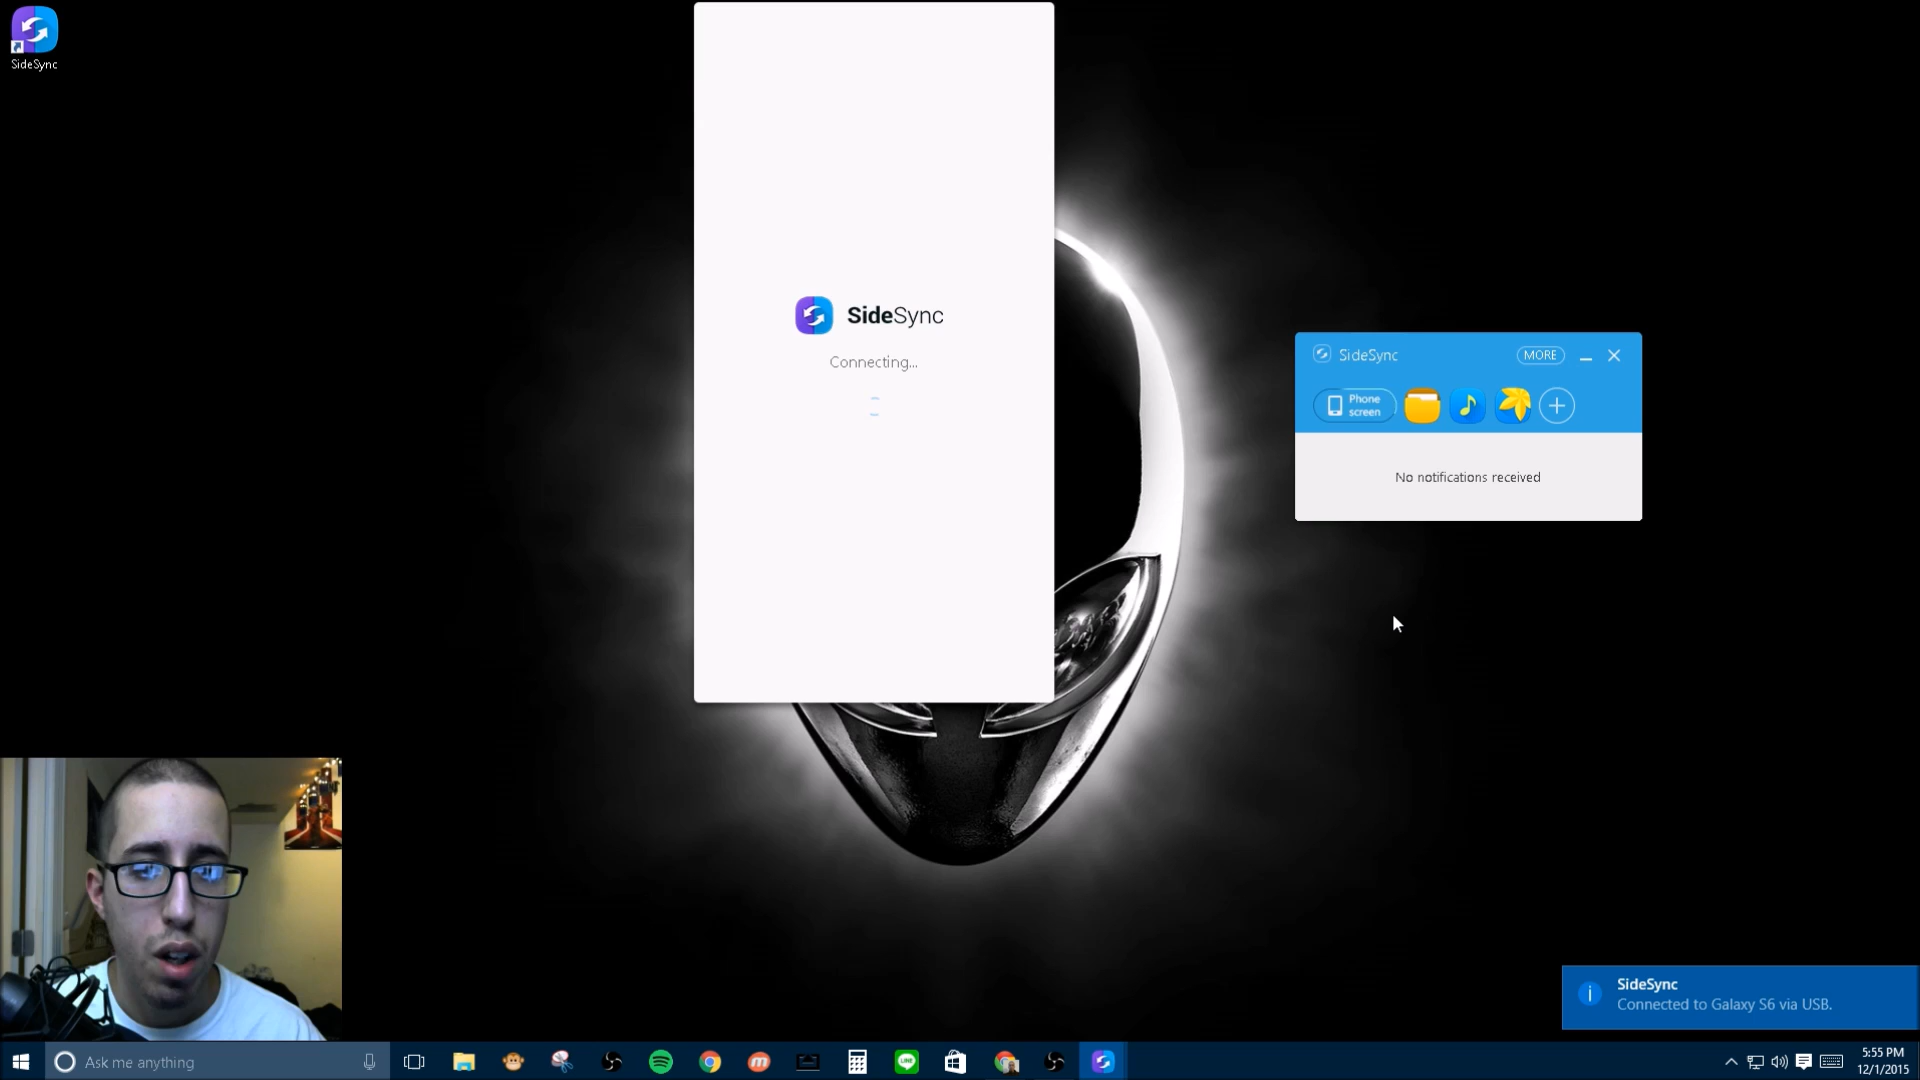 SideSync
SideSync
Connecting...
SideSync
MORE
Phone
screen
No notifications received
SideSync
Connected to Galaxy S6 via USB.
Ask me anything
LINE
5:55 PM
12/1/2015